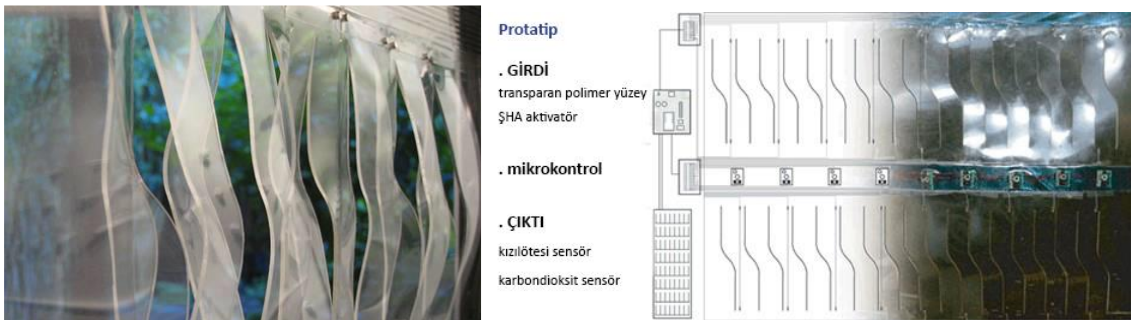 Protatip
. GİRDİ
transparan polimer yüzey
ŞHA aktivatör
. mikrokontrol
. ÇIKTI
kızılötesi sensör
karbondioksit sensör